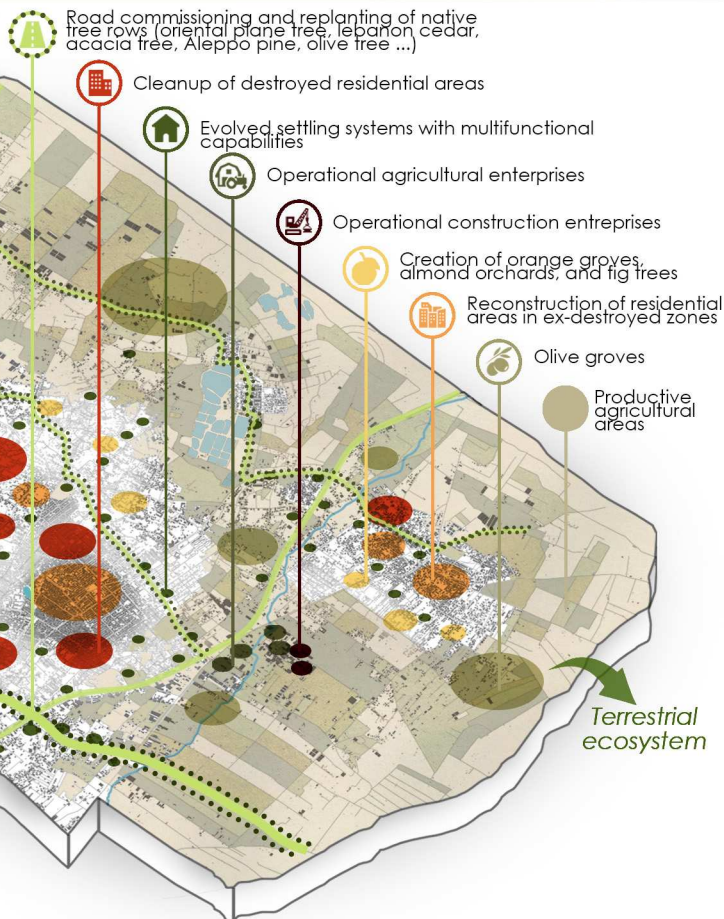 Road commissioning and replanting of native
tree rows (oriental plane tree, lebanon cedar,
acacia tree, Aleppo pine, olive tree ...)
Cleanup of destroyed residential areas
Evolved settling systems with multifunctional
capabilities
Operational agricultural enterprises
Operational construction entreprises
Creation of orange groves,
almond orchards, and fig trees
Reconstruction of residential
areas in ex-destroyed zones
Olive groves
Productive
agricultural
areas
Terrestrial
ecosystem